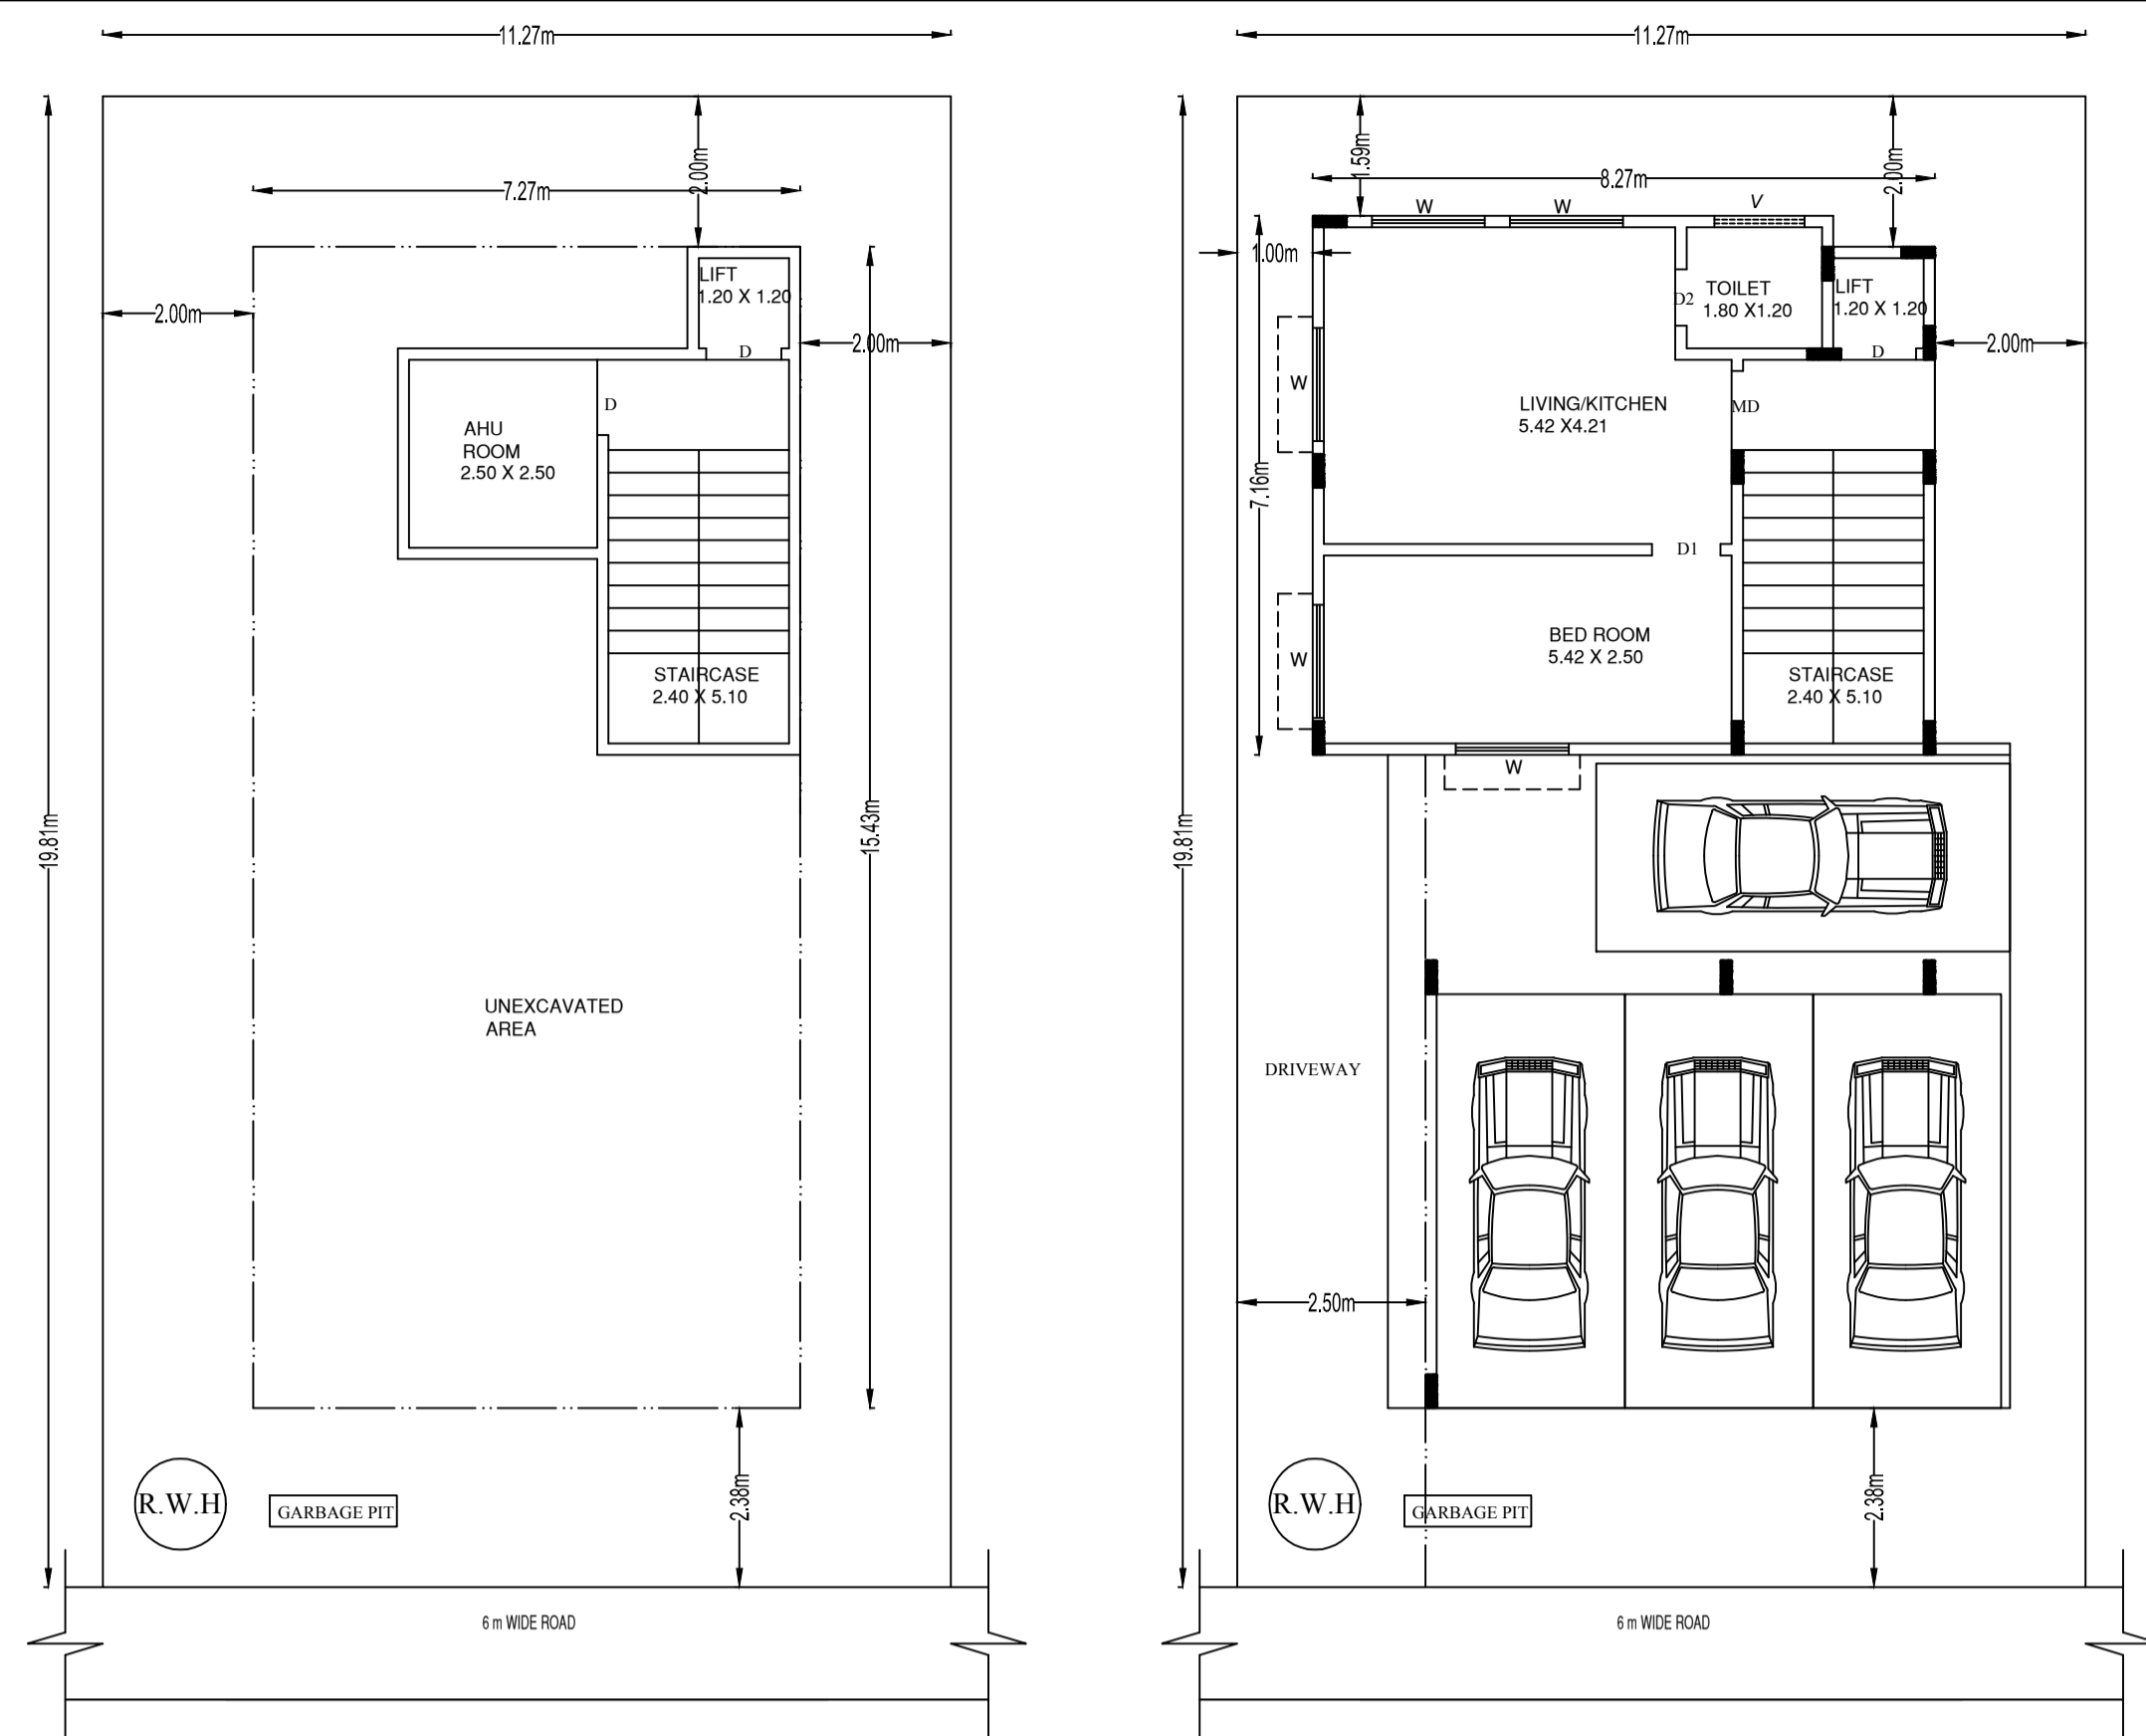 11.27m
2.00m
7.27m
LIFT
1.20 X 1.20
2.00m
D
2.00m
D
AHU
ROOM
2.50 X 2.50
STAIRCASE
2.40 X 5.10
19.81m
15.43m
UNEXCAVATED
AREA
R.W.H
GARBAGE PIT
2.38m
6 m WIDE ROAD
11.27m
1.59m
2.00m
8.27m
W
W
V
1.00m
TOILET
1.80 X1.20
D2
LIFT
1.20 X 1.20
D
2.00m
W
LIVING/KITCHEN
5.42 X4.21
MD
7.16m
D1
BED ROOM
5.42 X 2.50
W
STAIRCASE
2.40 X 5.10
W
19.81m
DRIVEWAY
2.50m
R.W.H
GARBAGE PIT
2.38m
6 m WIDE ROAD